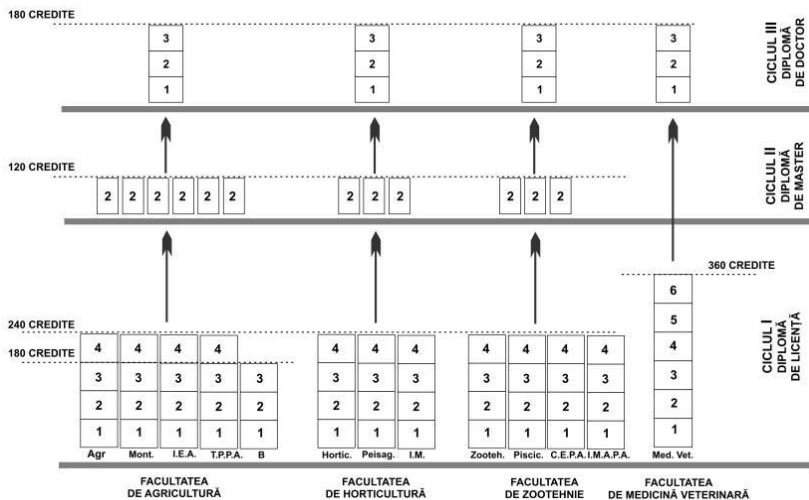 180 CREDITE
3 3 3 3
2 2 2 2
1 1 1 1
CICLUL III
DIPLOMĂ
DE DOCTOR
120 CREDITE
2 2 2 2 2 2 2 2 2 2 2 2
CICLUL II
DIPLOMĂ
DE MASTER
360 CREDITE
6
5
240 CREDITE
4 4 4 4 4 4 4 4 4 4 4 4
180 CREDITE
3 3 3 3 3 3 3 3 3 3 3 3 3
2 2 2 2 2 2 2 2 2 2 2 2 2
1 1 1 1 1 1 1 1 1 1 1 1 1
CICLUL I
DIPLOMĂ
DE LICENȚĂ
Agr Mont. I.E.A. T.P.P.A. B Hortic. Peisag. I.M. Zooteh. Piscic. C.E.P.A. I.M.A.P.A. Med. Vet.
FACULTATEA
DE AGRICULTURĂ
FACULTATEA
DE HORTICULTURĂ
FACULTATEA
DE ZOOTEHNIE
FACULTATEA
DE MEDICINĂ VETERINARĂ